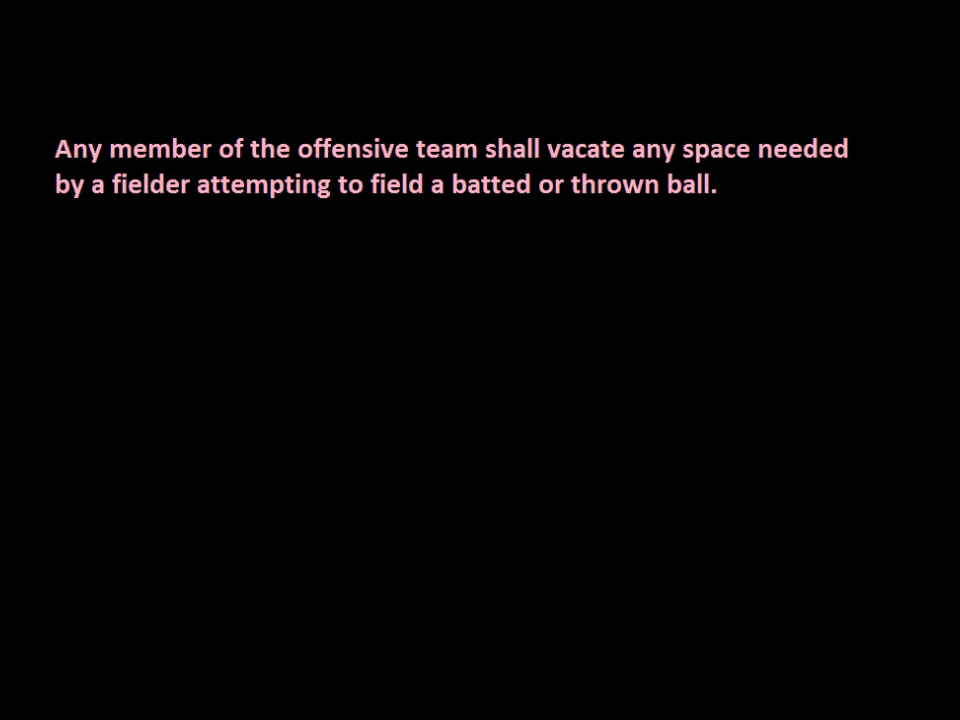 Any member of the offensive team shall vacate any space needed
by a fielder attempting to field a batted or thrown ball.